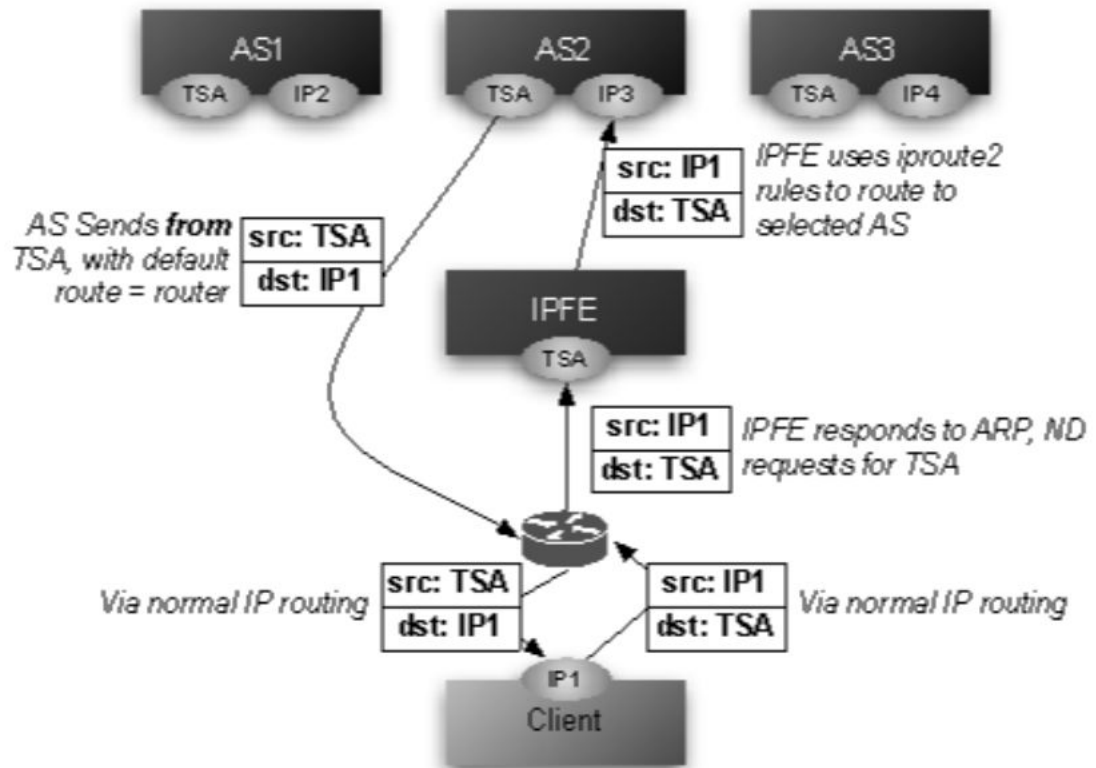 AS1
AS2
AS3
TSA
IP2
TSA
IP3
TSA
IP4
src: IP1
dst: TSA
IPFE uses iproute2
rules to route to
selected AS
AS Sends from
TSA, with default
route = router
src: TSA
dst: IP1
IPFE
TSA
src: IP1
dst: TSA
IPFE responds to ARP, ND
requests for TSA
Via normal IP routing
src: TSA
dst: IP1
src: IP1
dst: TSA
Via normal IP routing
IP1
Client